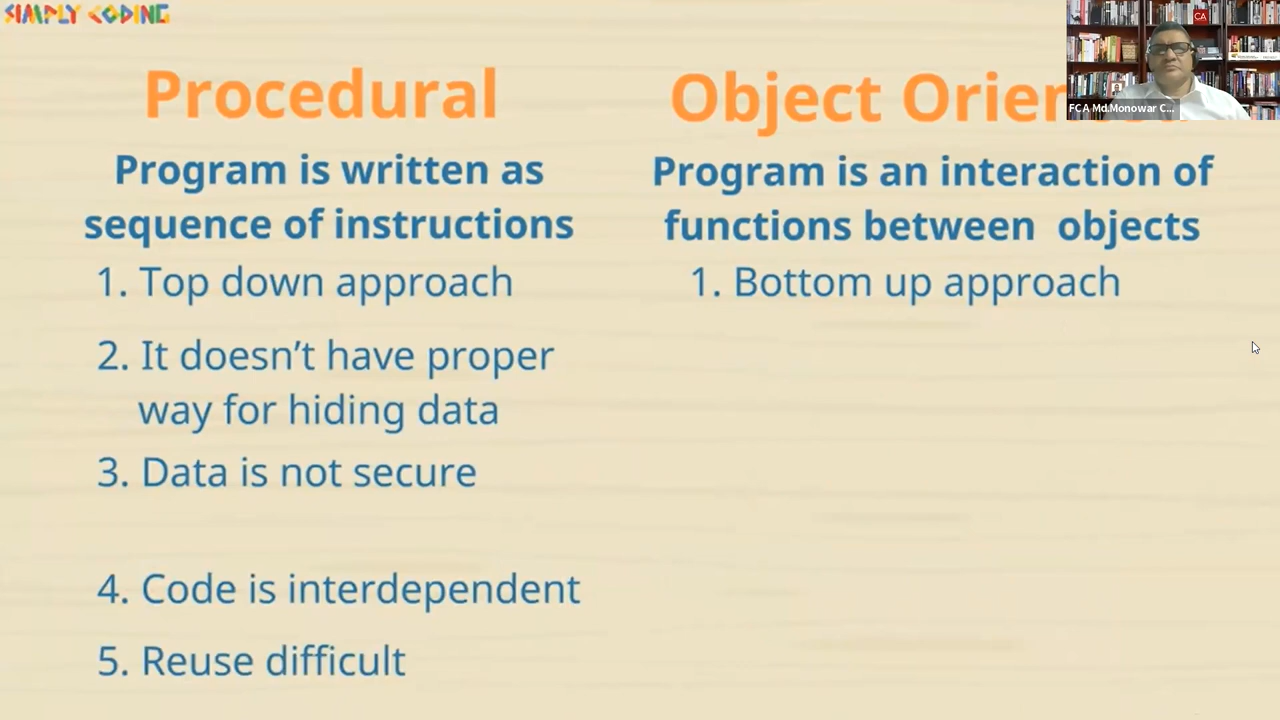 SIMPLY CODING
Procedural
Program is written as
sequence of instructions
1. Top down approach
2. It doesn’t have proper
way for hiding data
3. Data is not secure
4. Code is interdependent
5. Reuse difficult
Object
Program is an interaction of
functions between objects
1. Bottom up approach
CA
FCA Md.Monowar C...